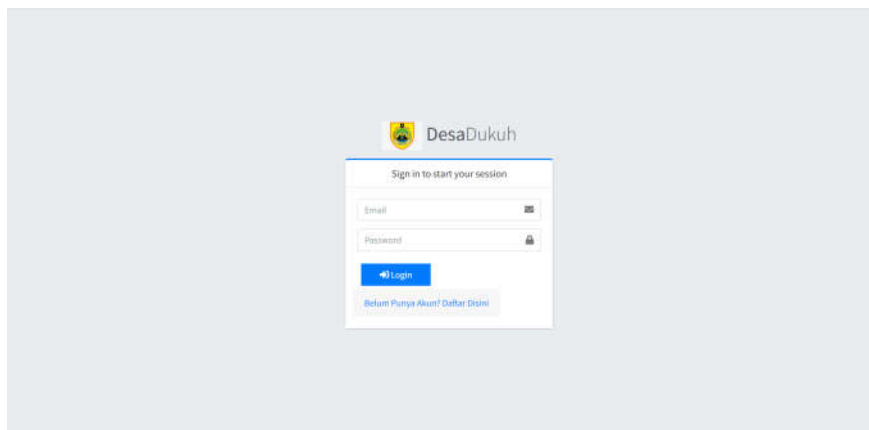 DesaDukuh
Sign in to start your session
Email
Password
Login
Belum Punya Akun? Daftar Disini